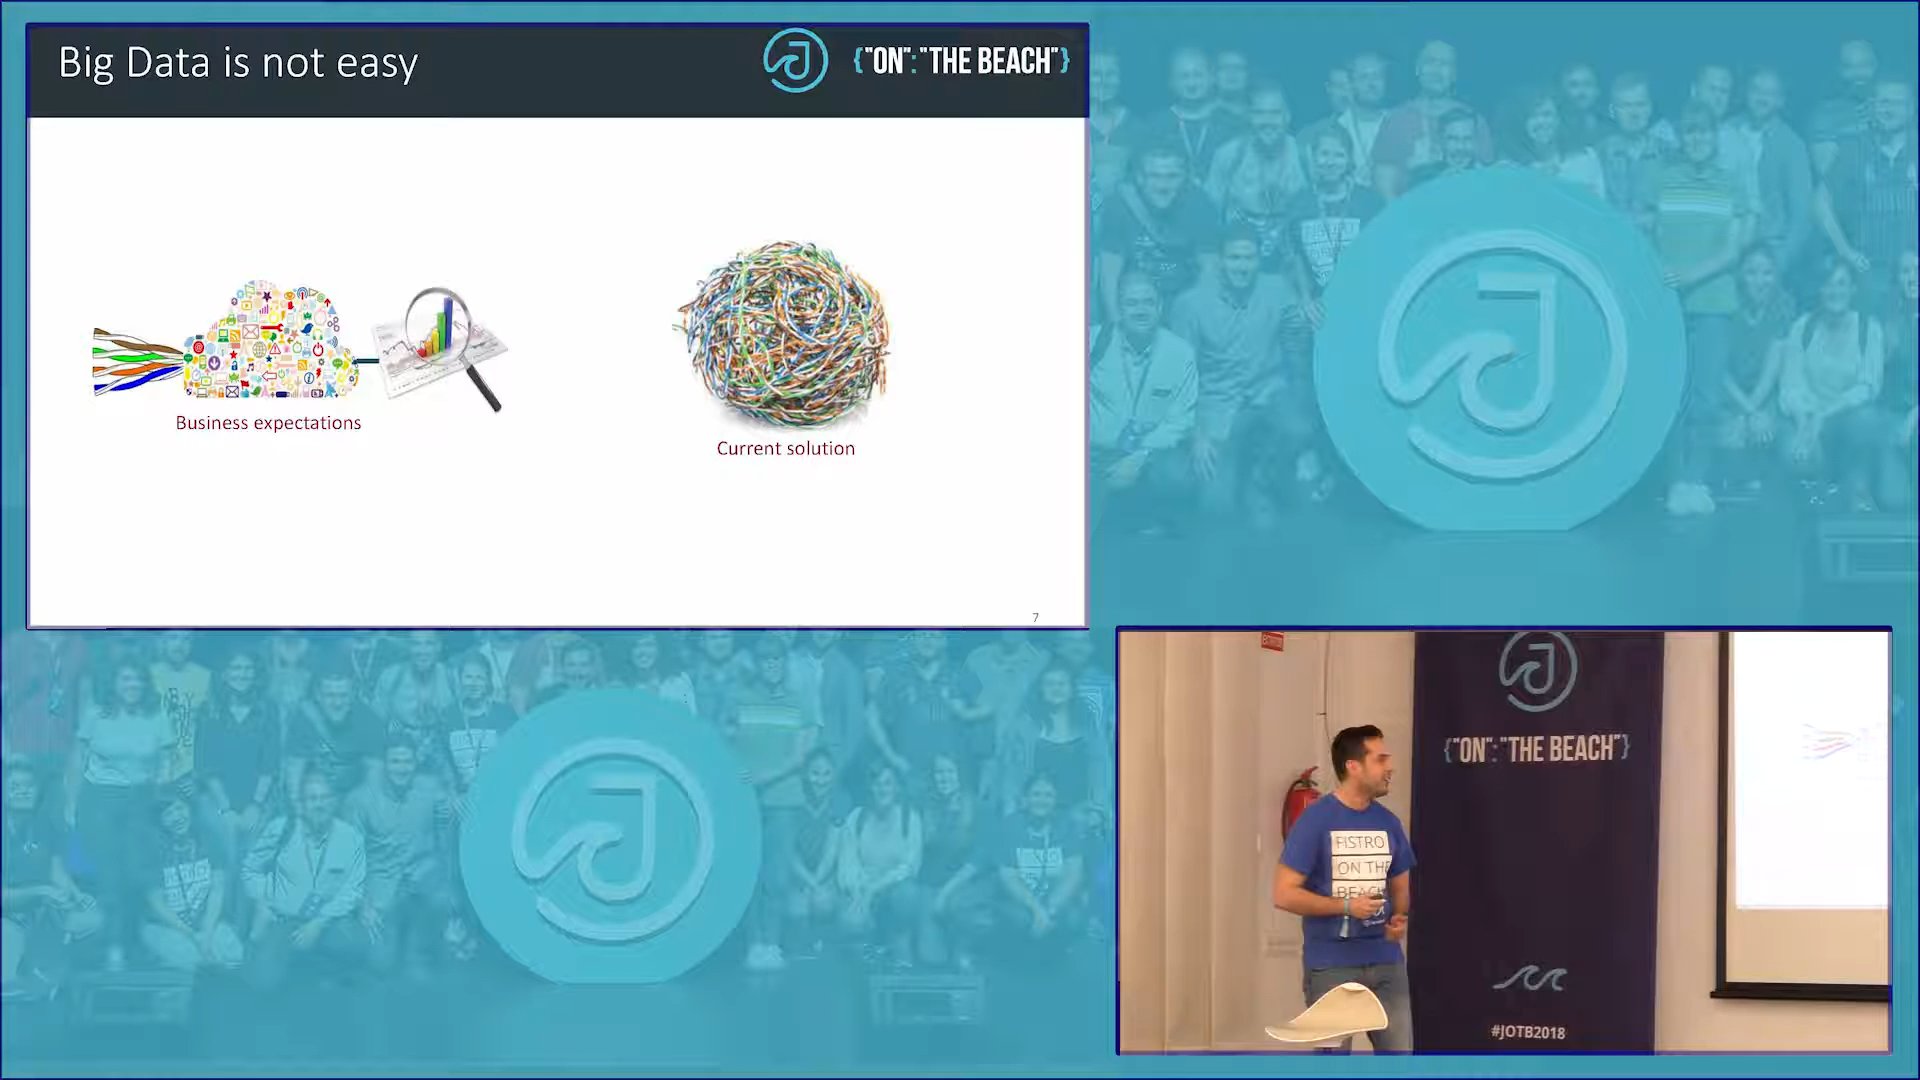 Big Data is not easy
{"ON":"THE BEACH"}
Business expectations
Current solution
7
{"ON":"THE BEACH"}
FISTRO
ON THE
BEACH
#JOTB2018